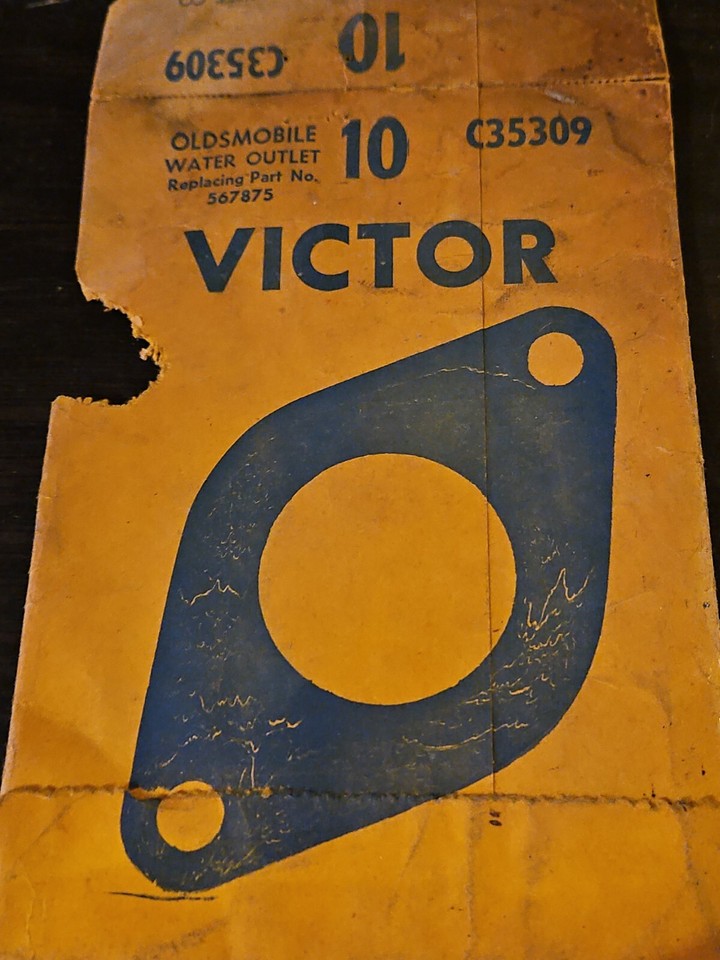 C35309 10
OLDSMOBILE
WATER OUTLET
Replacing Part No.
567875
10
C35309
VICTOR